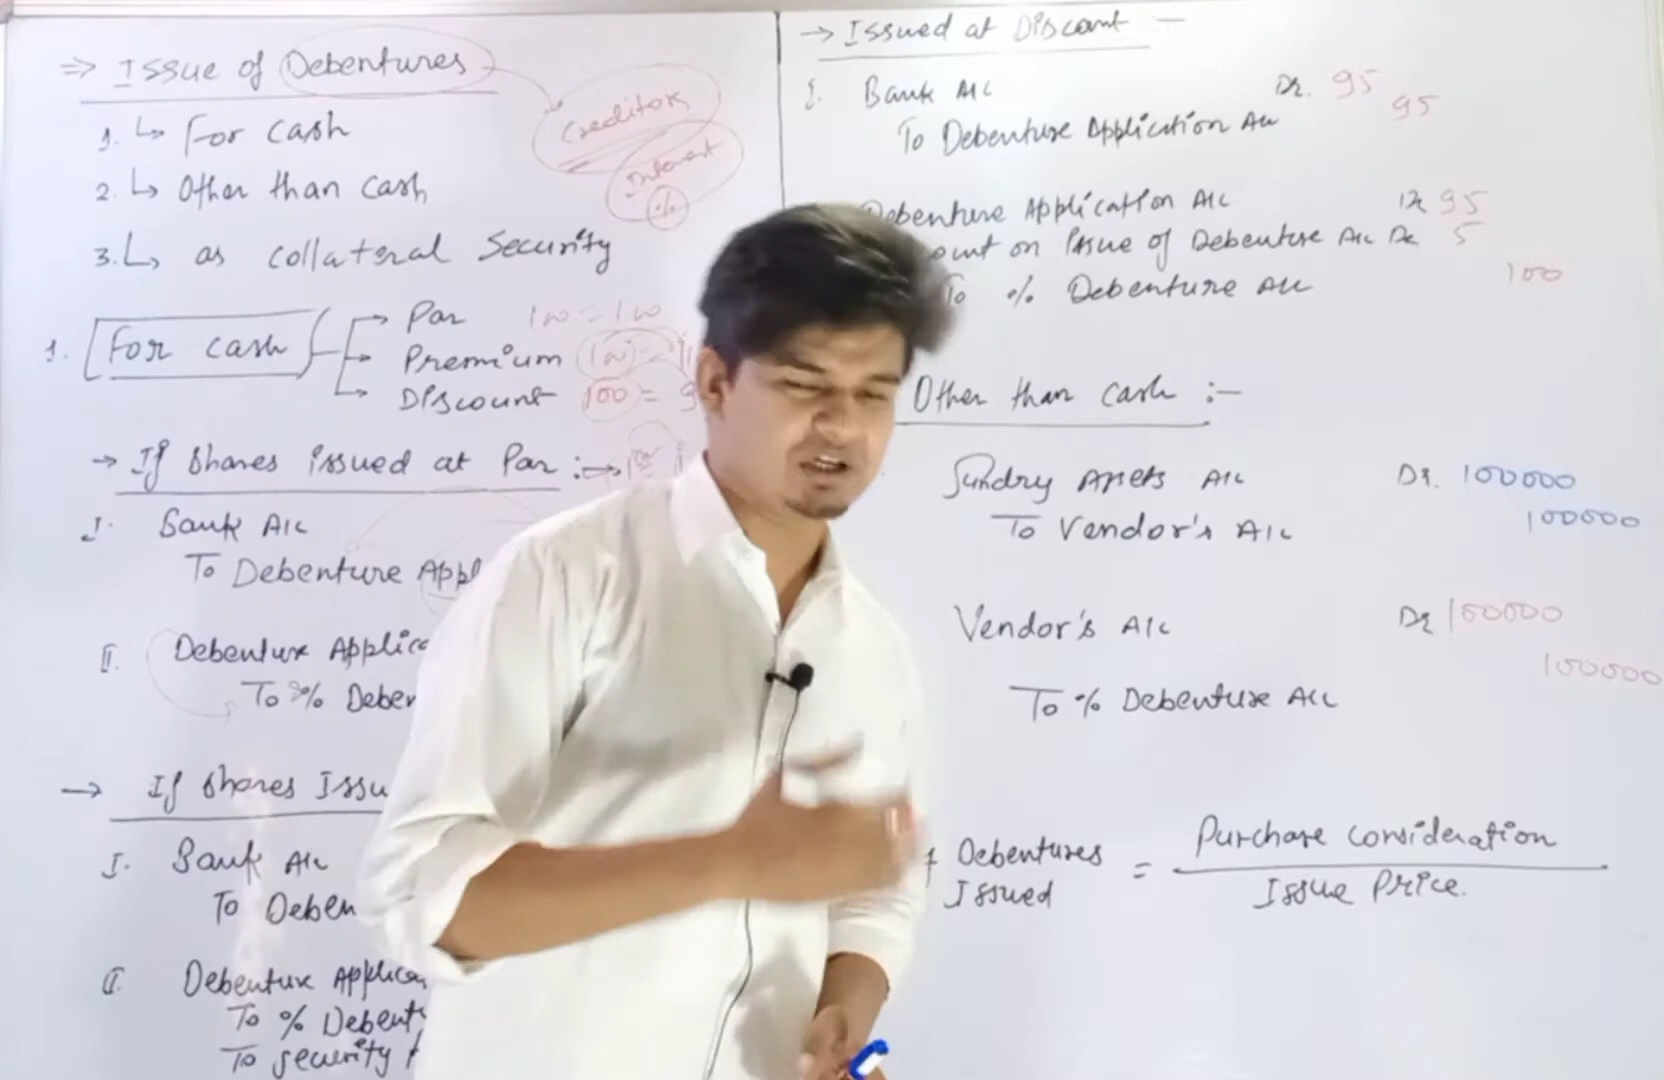 ⇒ Issue of Debentures
Creditors
Interest
%
1. ↳ For cash
2. ↳ Other than cash
3. ↳ as collateral Security
1. For cash
Par 100 = 100
Premium 100 =
Discount 100 = 9
→ If shares issued at Par :→
I. Bank A/c
To Debenture Appl
II. Debenture Applica
To % Deben
→ If shares Issu
I. Bank A/c
To Deben
II. Debenture Applica
To % Debent
To security
→ Issued at Discount :-
I. Bank A/c Dr. 95
To Debenture Application A/c 95
Debenture Application A/c Dr 95
ount on Issue of Debenture A/c Dr 5
To % Debenture A/c 100
Other than cash :-
Sundry Assets A/c Dr. 100000
To Vendor's A/c 100000
Vendor's A/c Dr 100000
To % Debenture A/c 100000
f Debentures Issued = Purchase consideration
Issue Price.